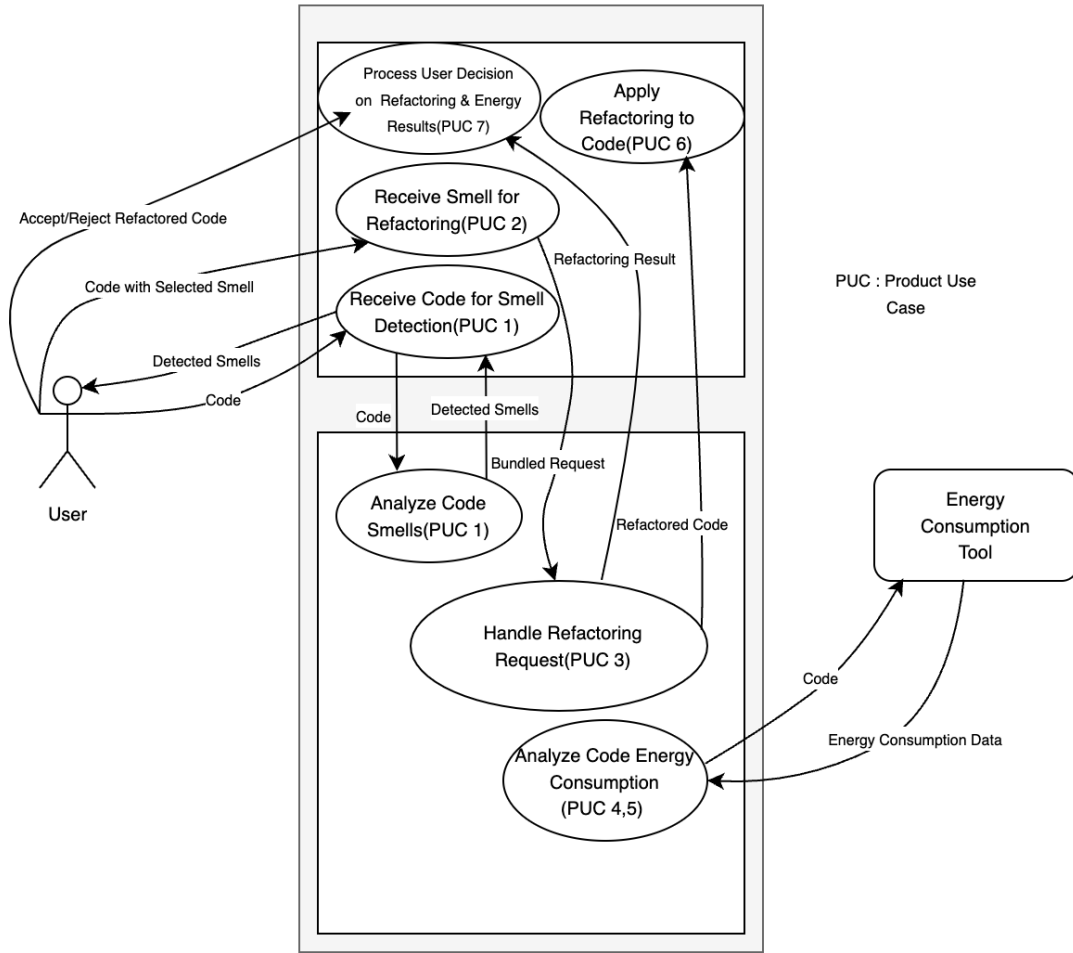 Process User Decision
on Refactoring & Energy
Results(PUC 7)
Apply
Refactoring to
Code(PUC 6)
Receive Smell for
Refactoring(PUC 2)
Accept/Reject Refactored Code
Refactoring Result
Code with Selected Smell
PUC : Product Use
Case
Receive Code for Smell
Detection(PUC 1)
Detected Smells
Code
Code
Detected Smells
Bundled Request
Analyze Code
Smells(PUC 1)
User
Refactored Code
Energy
Consumption
Tool
Handle Refactoring
Request(PUC 3)
Code
Energy Consumption Data
Analyze Code Energy
Consumption
(PUC 4,5)